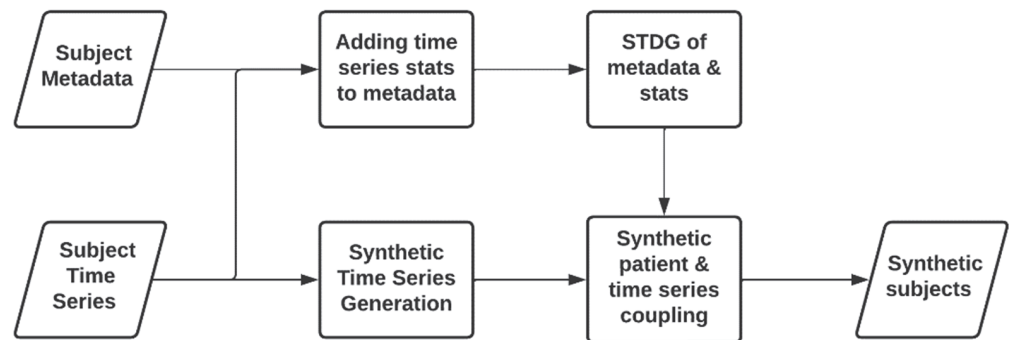 Subject
Metadata
Adding time
series stats
to metadata
STDG of
metadata &
stats
Subject
Time
Series
Synthetic
Time Series
Generation
Synthetic
patient &
time series
coupling
Synthetic
subjects